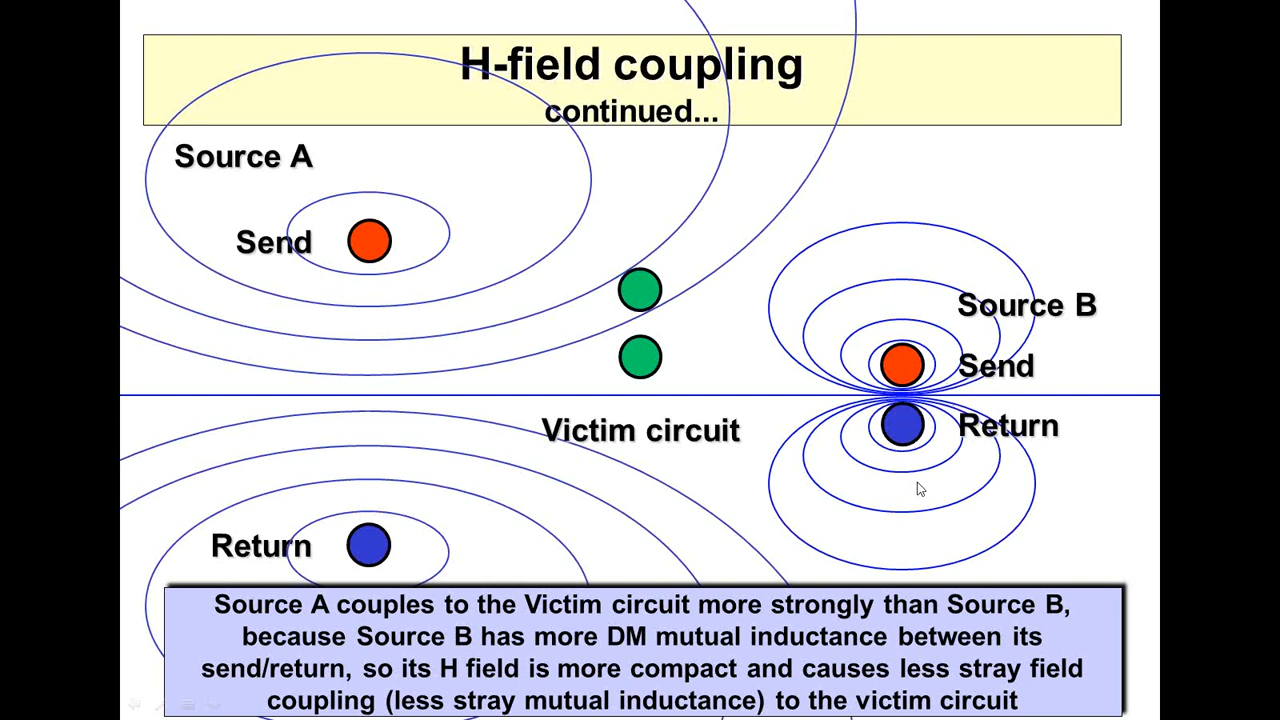 H-field coupling
continued...
Source A
Send
Source B
Send
Victim circuit
Return
Return
Source A couples to the Victim circuit more strongly than Source B,
because Source B has more DM mutual inductance between its
send/return, so its H field is more compact and causes less stray field
coupling (less stray mutual inductance) to the victim circuit